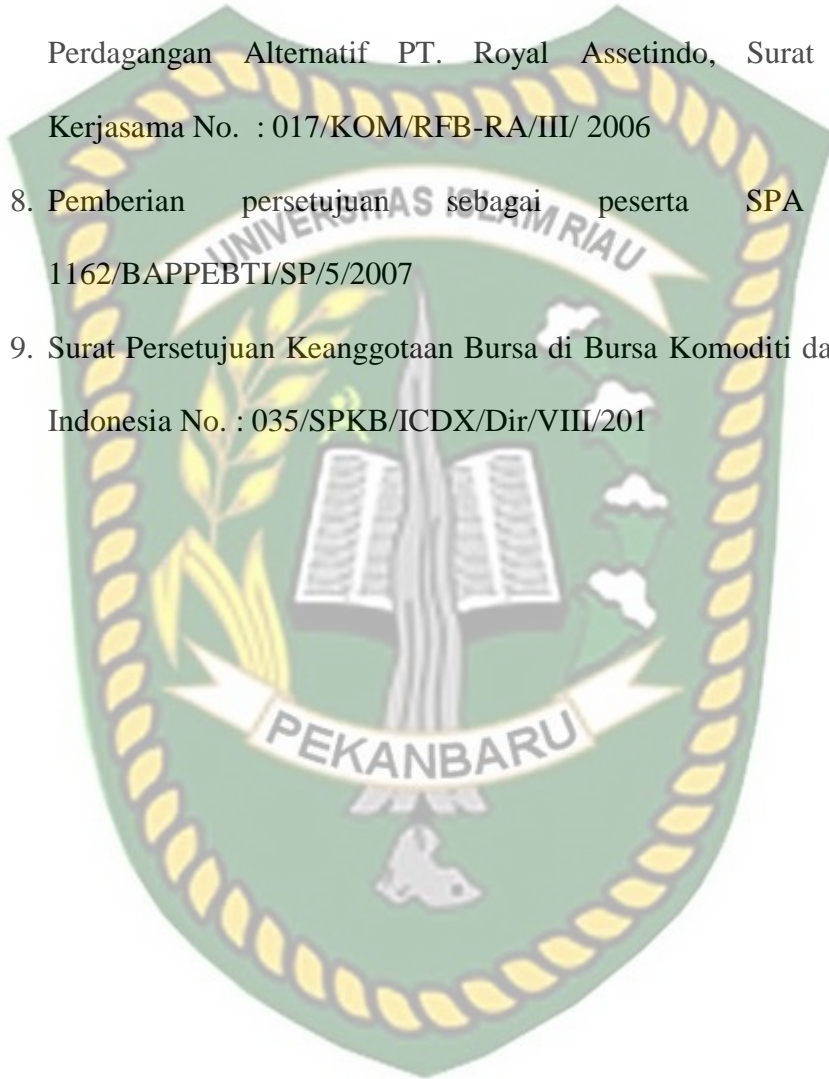 Perdagangan Alternatif PT. Royal Assetindo, Surat
Kerjasama No. : 017/KOM/RFB-RA/III/ 2006
8. Pemberian persetujuan sebagai peserta SPA
UNIVERSITAS ISLAM RIAU
1162/BAPPEBTI/SP/5/2007
9. Surat Persetujuan Keanggotaan Bursa di Bursa Komoditi da
Indonesia No. : 035/SPKB/ICDX/Dir/VIII/201
PEKANBARU